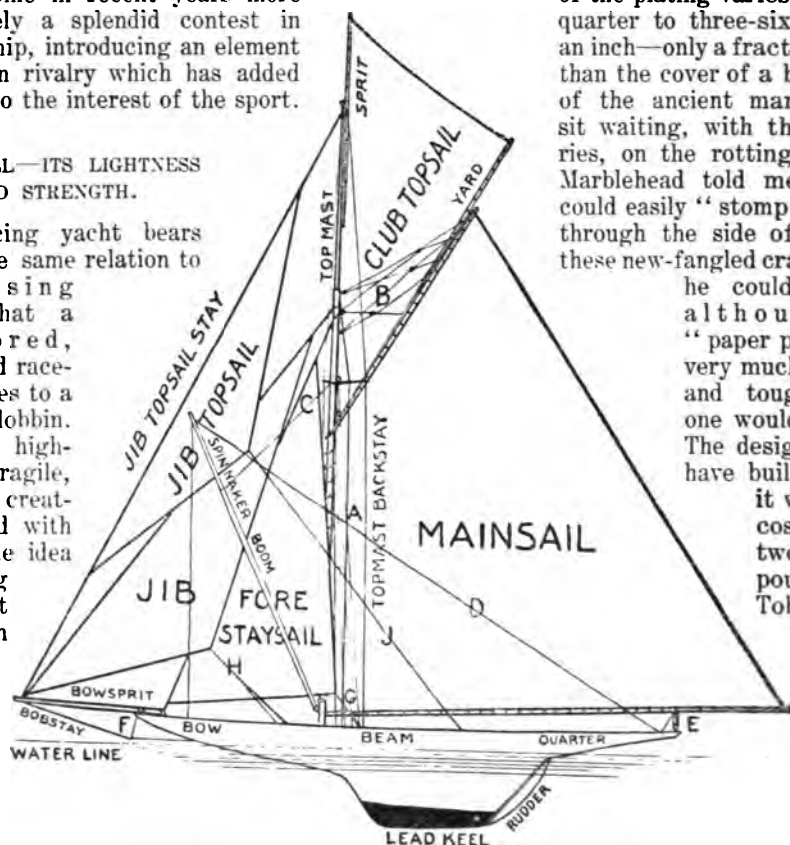 ome in recent years more
ely a splendid contest in
hip, introducing an element
n rivalry which has added
o the interest of the sport.
L—ITS LIGHTNESS
D STRENGTH.
cing yacht bears
e same relation to
sing
hat a
ored,
d race-
es to a
obbin.
high-
ragile,
creat-
d with
e idea
g
t
n
SPRIT
TOP MAST
CLUB TOPSAIL
YARD
B
JIB TOPSAIL STAY
JIB TOPSAIL
C
SPINNAKER BOOM
A
TOPMAST BACKSTAY
MAINSAIL
JIB
FORE
STAYSAIL
D
J
H
G
BOWSPRIT
BOBSTAY
F
BOW
BEAM
QUARTER
E
WATER LINE
RUDDER
LEAD KEEL
of the plating varies
quarter to three-six
an inch—only a fract
than the cover of a b
of the ancient mar
sit waiting, with th
ries, on the rotting
Marblehead told me
could easily "stomp
through the side of
these new-fangled cra
he could
althou
"paper p
very much
and toug
one would
The desig
have buil
it w
cos
twe
pou
Tob